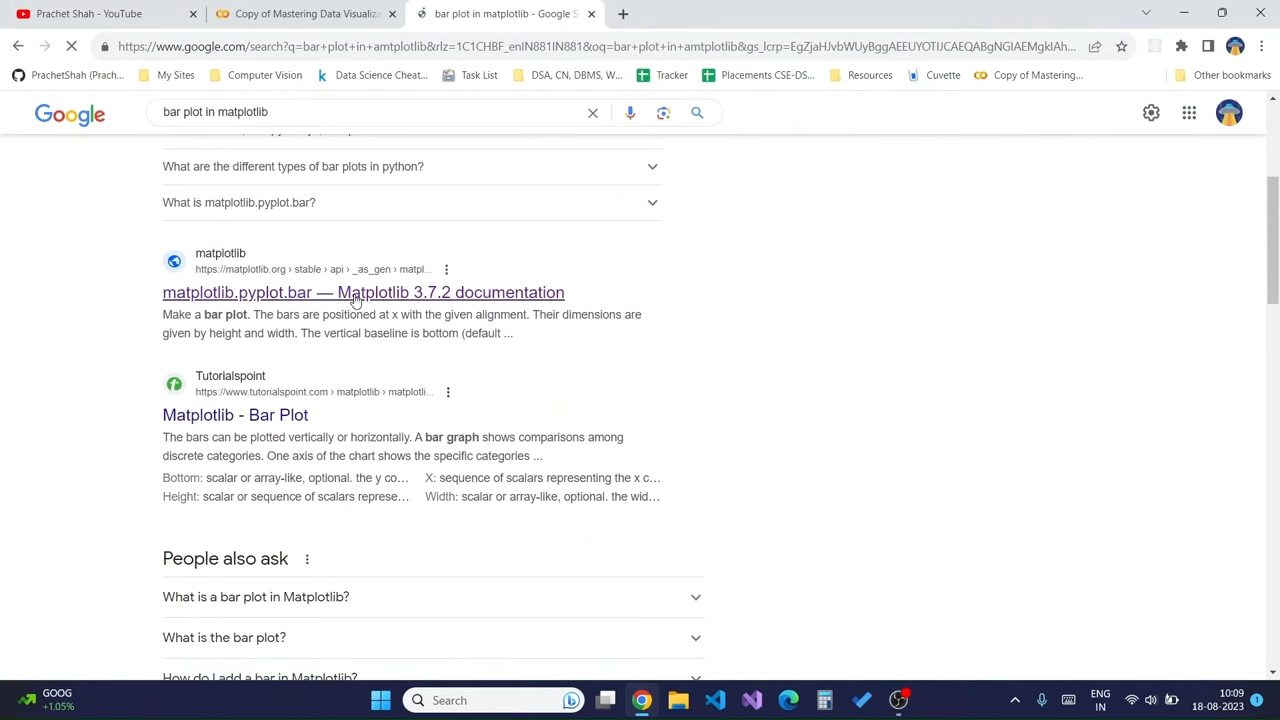 Prachet Shah - YouTube
Copy of Mastering Data Visualiza
bar plot in matplotlib - Google S
https://www.google.com/search?q=bar+plot+in+amtplotlib&rlz=1C1CHBF_enIN881IN881&oq=bar+plot+in+amtplotlib&gs_lcrp=EgZjaHJvbWUyBggAEEUYOTIJCAEQABgNGIAEMgkIAh...
PrachetShah (Prach...
My Sites
Computer Vision
Data Science Cheat...
Task List
DSA, CN, DBMS, W...
Tracker
Placements CSE-DS...
Resources
Cuvette
Copy of Mastering...
Other bookmarks
Google
bar plot in matplotlib
What are the different types of bar plots in python?
What is matplotlib.pyplot.bar?
matplotlib
https://matplotlib.org › stable › api › _as_gen › matpl...
matplotlib.pyplot.bar — Matplotlib 3.7.2 documentation
Make a bar plot. The bars are positioned at x with the given alignment. Their dimensions are
given by height and width. The vertical baseline is bottom (default ...
Tutorialspoint
https://www.tutorialspoint.com › matplotlib › matplotli...
Matplotlib - Bar Plot
The bars can be plotted vertically or horizontally. A bar graph shows comparisons among
discrete categories. One axis of the chart shows the specific categories ...
Bottom: scalar or array-like, optional. the y co...
X: sequence of scalars representing the x c...
Height: scalar or sequence of scalars represe...
Width: scalar or array-like, optional. the wid...
People also ask
What is a bar plot in Matplotlib?
What is the bar plot?
How do I add a bar in Matplotlib?
GOOG
+1.05%
Search
ENG
IN
10:09
18-08-2023
1